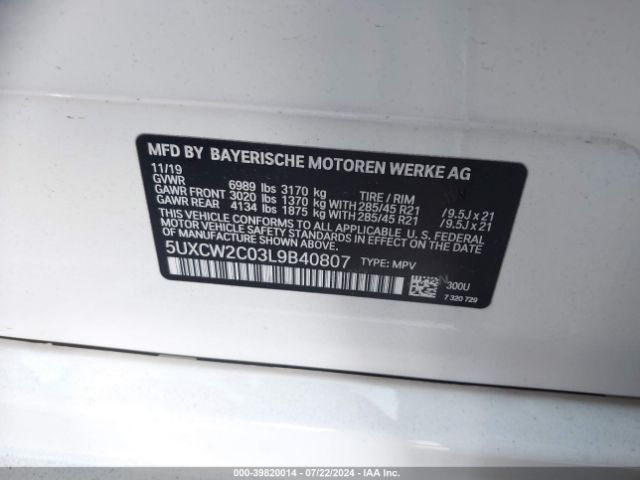 MFD BY BAYERISCHE MOTOREN WERKE AG
11/19
GVWR 6989 lbs 3170 kg TIRE / RIM
GAWR FRONT 3020 lbs 1370 kg WITH 285/45 R21 /9.5J x 21
GAWR REAR 4134 lbs 1875 kg WITH 285/45 R21 /9.5J x 21
THIS VEHICLE CONFORMS TO ALL APPLICABLE U.S. FEDERAL
MOTOR VEHICLE SAFETY STANDARDS IN EFFECT ON THE DATE
OF MANUFACTURE SHOWN ABOVE.
5UXCW2C03L9B40807 TYPE: MPV
300U
7 320 729
000-39820014 | 07/22/2024 | IAA Inc.